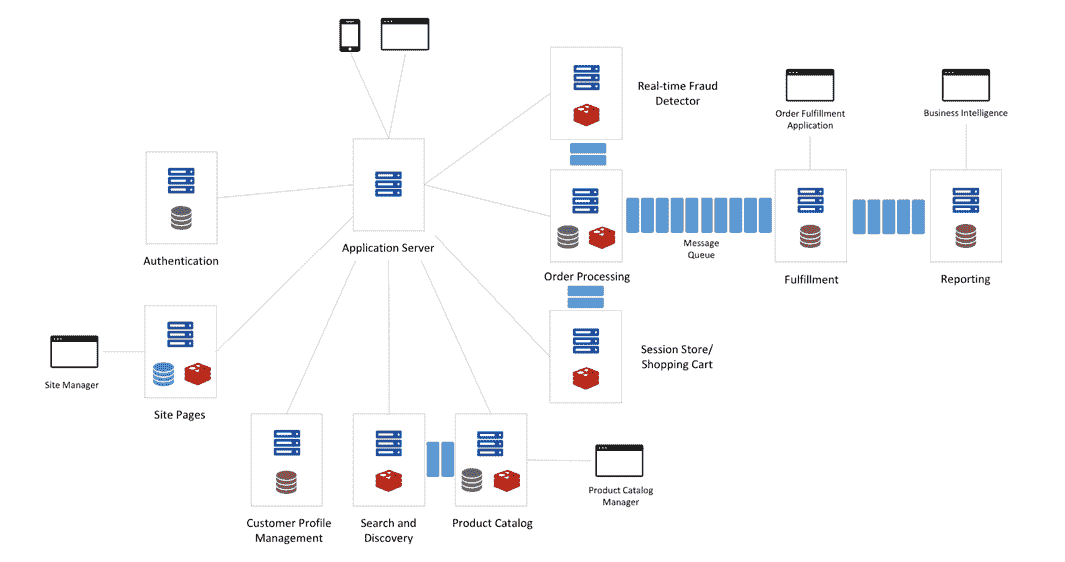 Real-time Fraud
Detector
Order Fulfillment
Application
Business Intelligence
Application Server
Authentication
Message
Queue
Order Processing
Fulfillment
Reporting
Session Store/
Shopping Cart
Site Manager
Site Pages
Product Catalog
Manager
Customer Profile
Management
Search and
Discovery
Product Catalog